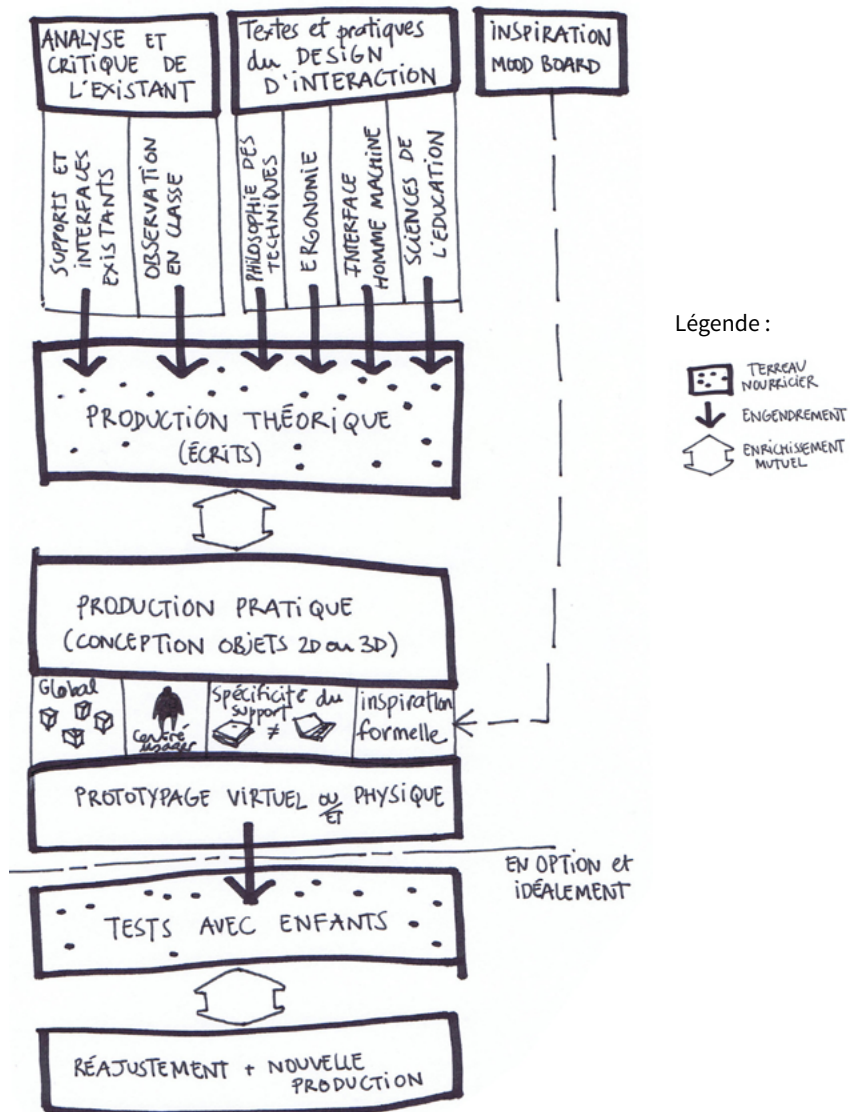 ANALYSE ET
CRITIQUE DE
L'EXISTANT
Textes et pratiques
du DESIGN
D'INTERACTION
INSPIRATION
MOOD BOARD
SUPPORTS ET
INTERFACES
EXISTANTS
OBSERVATION
EN CLASSE
PHILOSOPHIE DES
TECHNIQUES
ERGONOMIE
INTERFACE
HOMME MACHINE
SCIENCES DE
L'ÉDUCATION
PRODUCTION THÉORIQUE
(ÉCRITS)
Légende :
TERREAU
NOURRICIER
ENGENDREMENT
ENRICHISSEMENT
MUTUEL
PRODUCTION PRATIQUE
(CONCEPTION OBJETS 2D ou 3D)
Global
Centré
usager
Spécificité du
support
≠
inspiration
formelle
PROTOTYPAGE VIRTUEL ou PHYSIQUE
ET
EN OPTION et
IDÉALEMENT
TESTS AVEC ENFANTS
RÉAJUSTEMENT + NOUVELLE
PRODUCTION